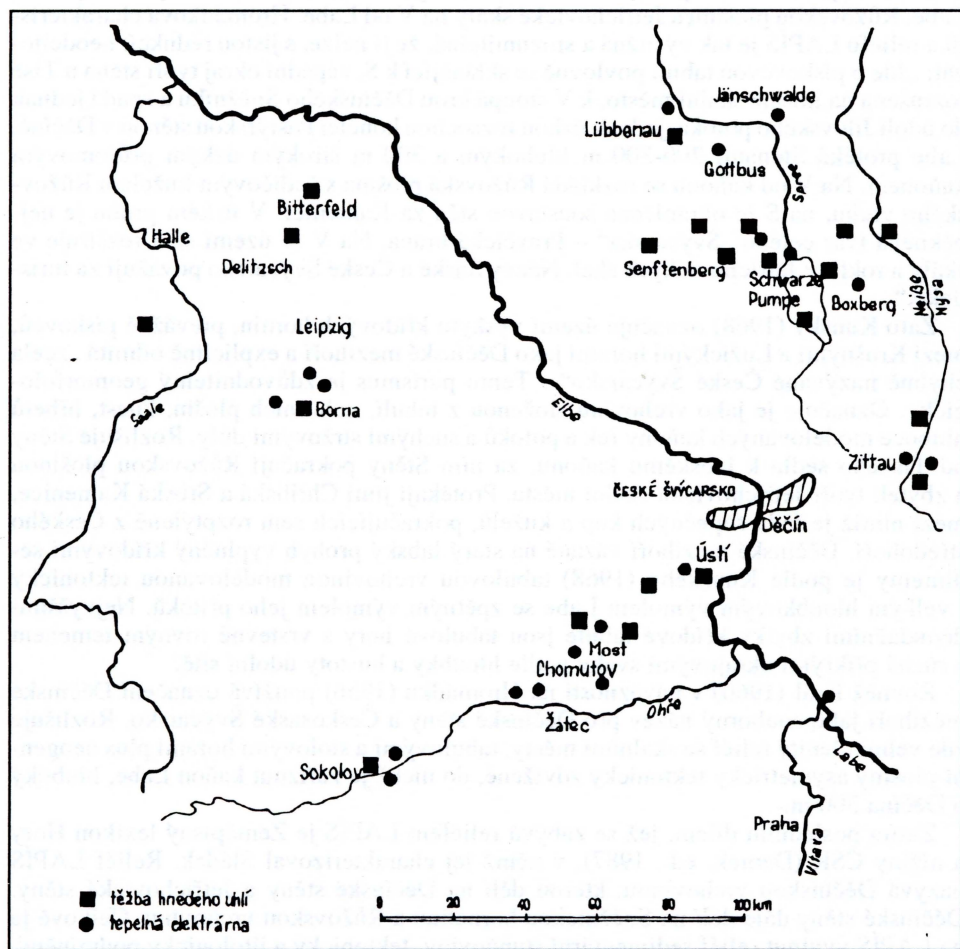 Jänschwalde
Lübbenau
Gottbus
Spree
Bitterfeld
Halle
Delitzsch
Senftenberg
Schwarze
Pumpe
Boxberg
Neiße
Nysa
Leipzig
Borna
Saale
Elbe
Zittau
ČESKÉ ŠVÝCARSKO
Děčín
Ústí
Most
Chomutov
Ohře
Žatec
Sokolov
Labe
Praha
Vltava
0 20 40 60 80 100 km
těžba hnědého uhlí
tepelná elektrárna